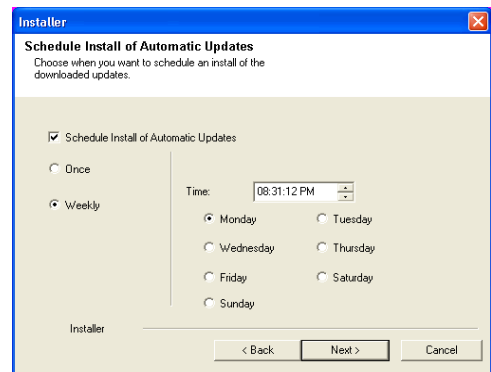 Installer
Schedule Install of Automatic Updates
Choose when you want to schedule an install of the
downloaded updates.
Schedule Install of Automatic Updates
Once
Weekly
Time: 08:31:12 PM
Monday Tuesday
Wednesday Thursday
Friday Saturday
Sunday
Installer
< Back Next > Cancel